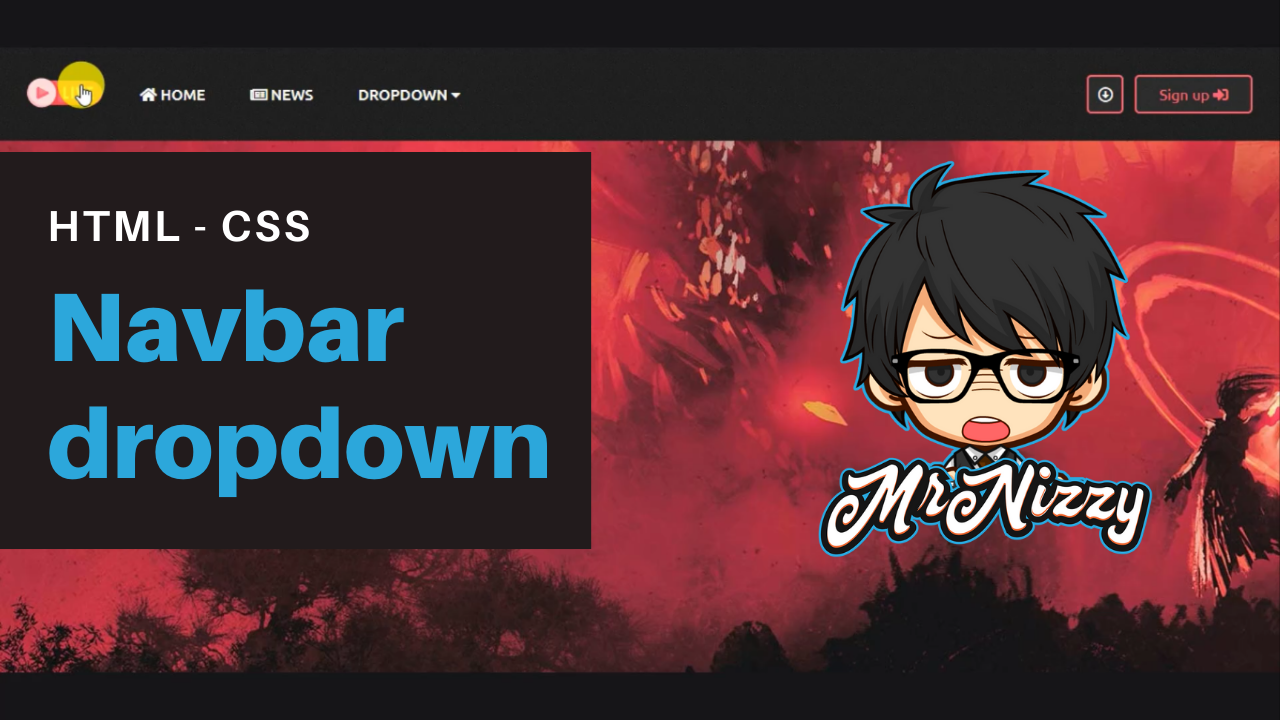 HOME NEWS DROPDOWN Sign up
HTML - CSS
Navbar
dropdown
MrNizzy